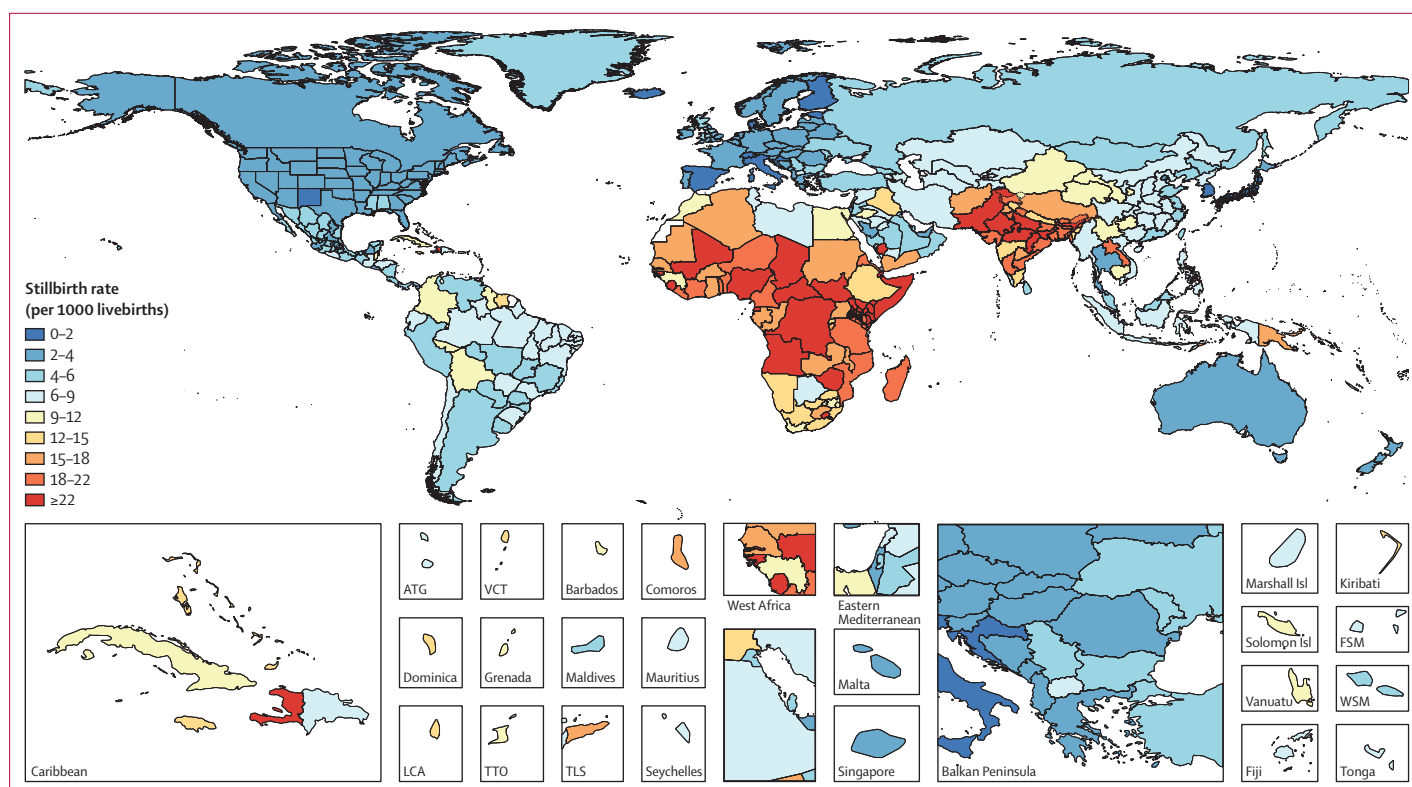 Stillbirth rate
(per 1000 livebirths)
0–2
2–4
4–6
6–9
9–12
12–15
15–18
18–22
≥22
Caribbean
ATG
VCT
Barbados
Comoros
Dominica
Grenada
Maldives
Mauritius
LCA
TTO
TLS
Seychelles
West Africa
Eastern
Mediterranean
Malta
Singapore
Balkan Peninsula
Marshall Isl
Kiribati
Solomon Isl
FSM
Vanuatu
WSM
Fiji
Tonga